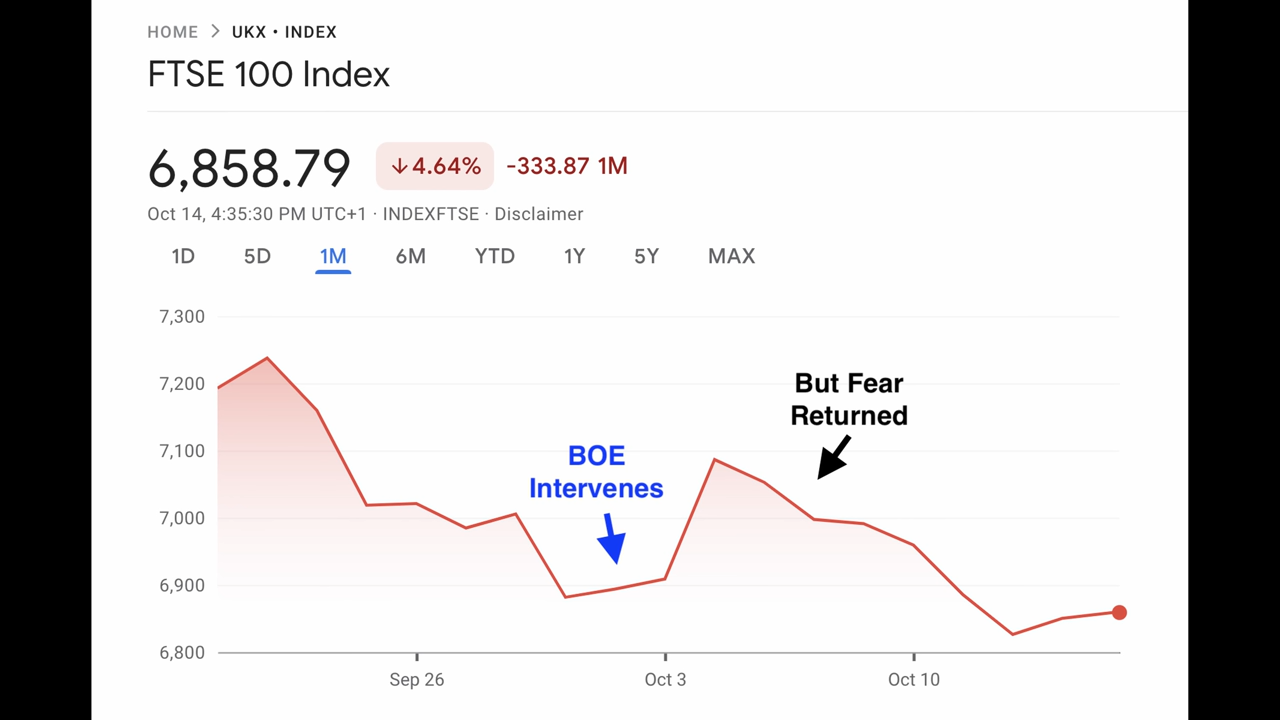 HOME > UKX • INDEX
FTSE 100 Index
6,858.79 ↓4.64% -333.87 1M
Oct 14, 4:35:30 PM UTC+1 · INDEXFTSE · Disclaimer
1D 5D 1M 6M YTD 1Y 5Y MAX
7,300
7,200
7,100
7,000
6,900
6,800
But Fear
Returned
BOE
Intervenes
Sep 26 Oct 3 Oct 10